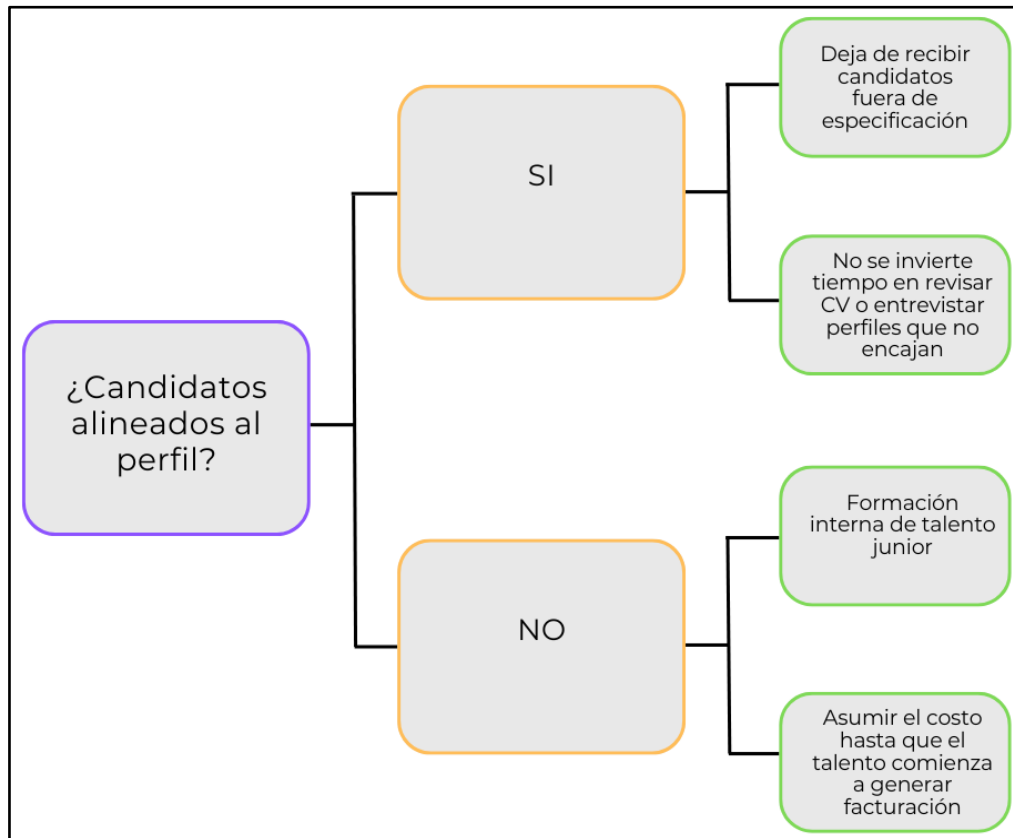 ¿Candidatos
alineados al
perfil?
SI
Deja de recibir
candidatos
fuera de
especificación
No se invierte
tiempo en revisar
CV o entrevistar
perfiles que no
encajan
NO
Formación
interna de talento
junior
Asumir el costo
hasta que el
talento comienza
a generar
facturación